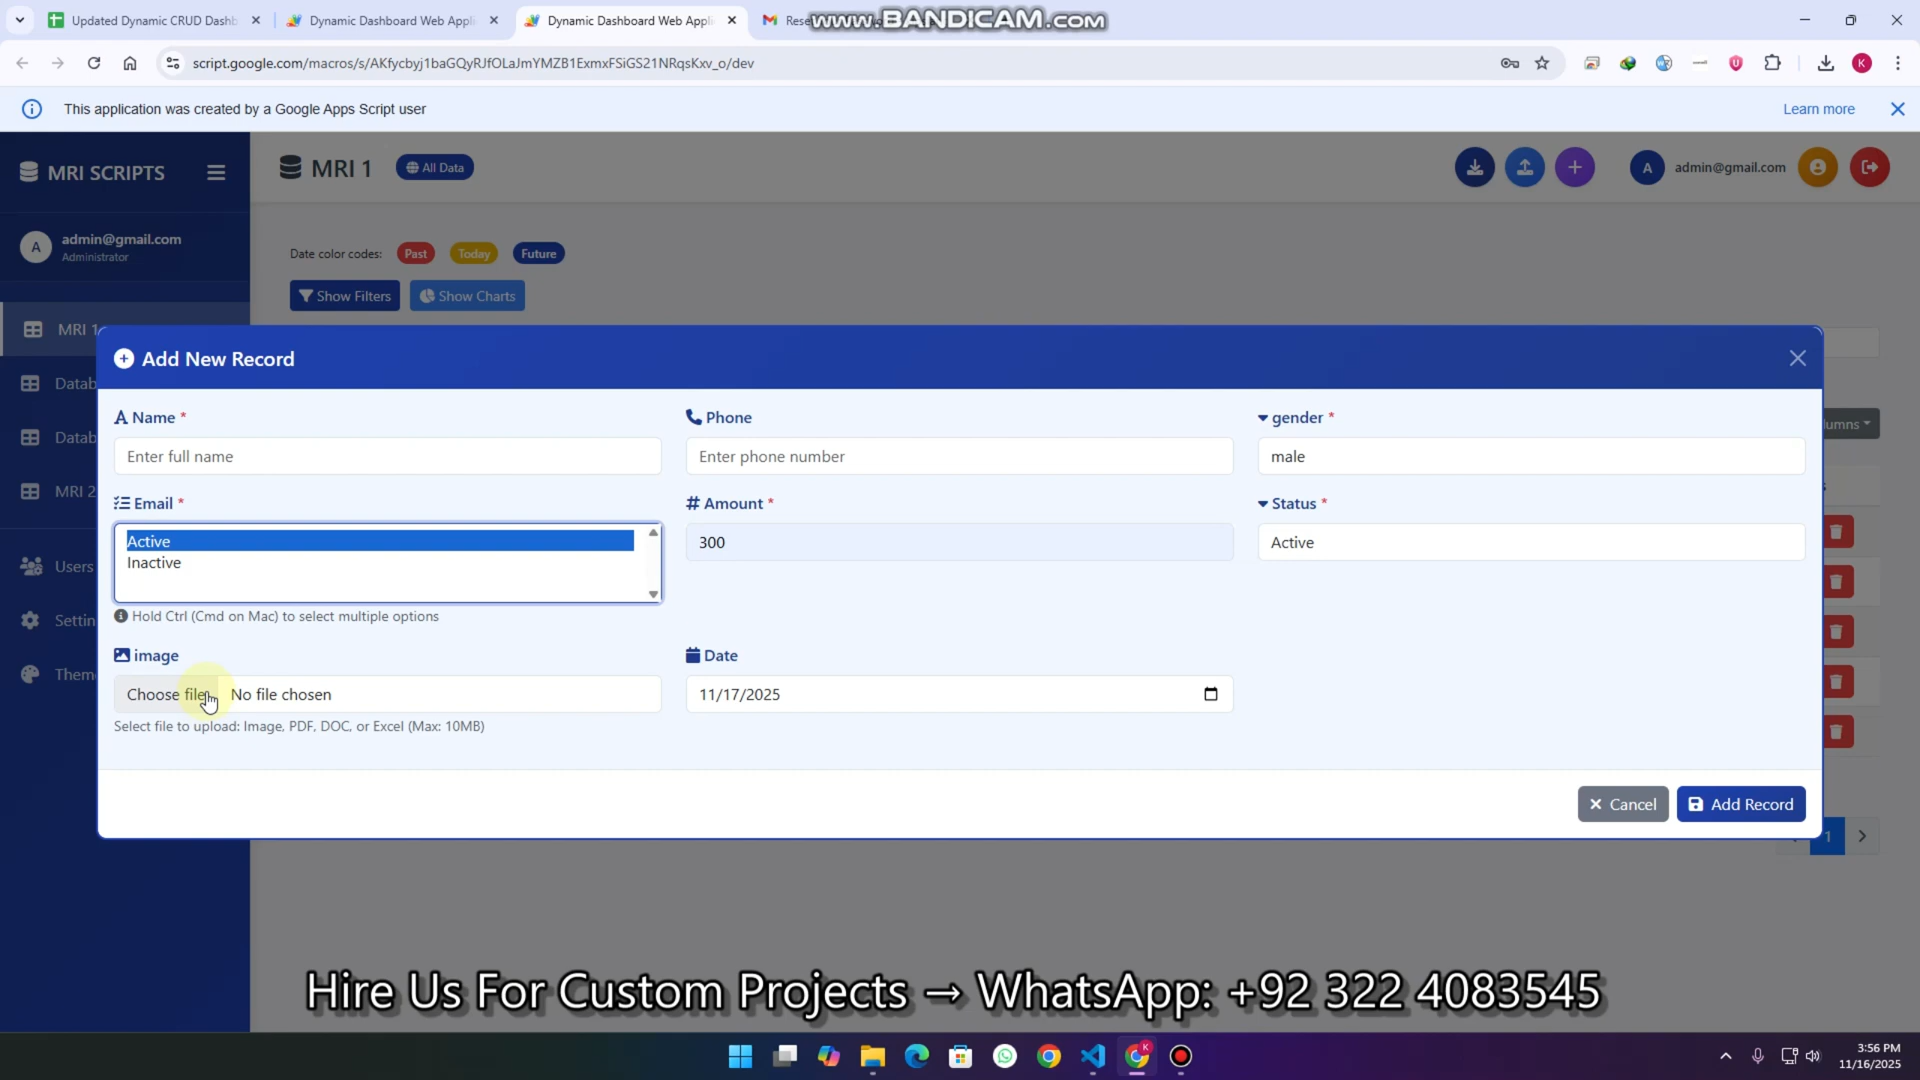 Updated Dynamic CRUD Dashb
Dynamic Dashboard Web Appli
Dynamic Dashboard Web Appli
Rese
www.BANDICAM.com
script.google.com/macros/s/AKfycbyj1baGQyRJfOLaJmYMZB1ExmxFSiGS21NRqsKxv_o/dev
K
This application was created by a Google Apps Script user
Learn more
MRI SCRIPTS
MRI 1
All Data
A
admin@gmail.com
A
admin@gmail.com
Administrator
Date color codes:
Past
Today
Future
Show Filters
Show Charts
MRI 1
Datab
Datab
MRI 2
Users
Settin
Them
lumns
Add New Record
Name *
Phone
gender *
Enter full name
Enter phone number
male
Email *
Amount *
Status *
Active
Inactive
300
Active
Hold Ctrl (Cmd on Mac) to select multiple options
image
Date
Choose file
No file chosen
11/17/2025
Select file to upload: Image, PDF, DOC, or Excel (Max: 10MB)
Cancel
Add Record
1
Hire Us For Custom Projects → WhatsApp: +92 322 4083545
K
3:56 PM
11/16/2025